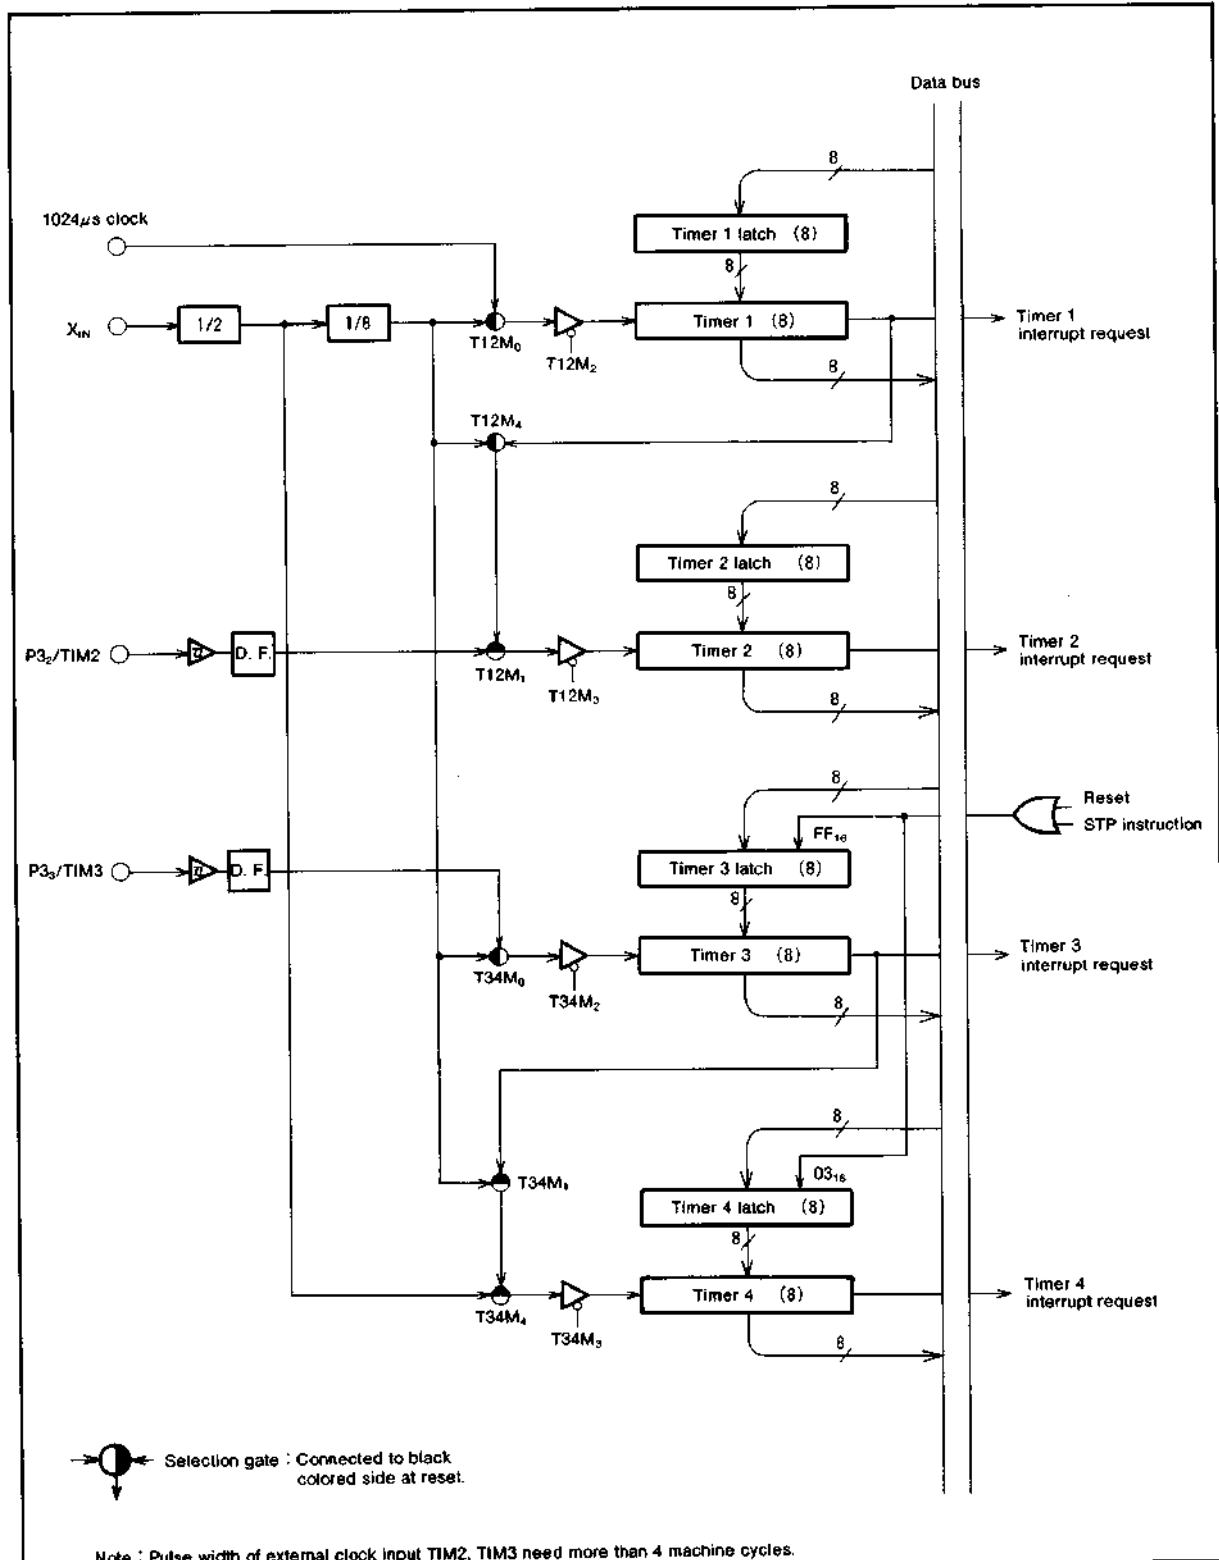 Data bus
8
1024μs clock
Timer 1 latch (8)
8
X_IN
1/2
1/8
T12M₀
T12M₂
Timer 1 (8)
Timer 1
interrupt request
8
T12M₄
8
Timer 2 latch (8)
8
P3₂/TIM2
D. F.
T12M₁
T12M₃
Timer 2 (8)
Timer 2
interrupt request
8
8
Reset
STP instruction
FF₁₆
P3₃/TIM3
D. F.
Timer 3 latch (8)
8
T34M₀
T34M₂
Timer 3 (8)
Timer 3
interrupt request
8
8
03₁₆
T34M₁
Timer 4 latch (8)
8
T34M₄
T34M₃
Timer 4 (8)
Timer 4
interrupt request
8
Selection gate : Connected to black
colored side at reset.
Note : Pulse width of external clock input TIM2, TIM3 need more than 4 machine cycles.